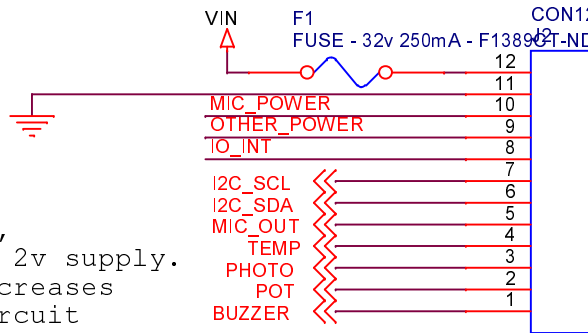 VIN
F1
CON12
J2
FUSE - 32v 250mA - F1389CT-ND
12
11
10
MIC_POWER
9
OTHER_POWER
8
IO_INT
7
I2C_SCL
6
I2C_SDA
5
MIC_OUT
4
TEMP
3
PHOTO
2
POT
1
BUZZER
,
2v supply.
creases
rcuit